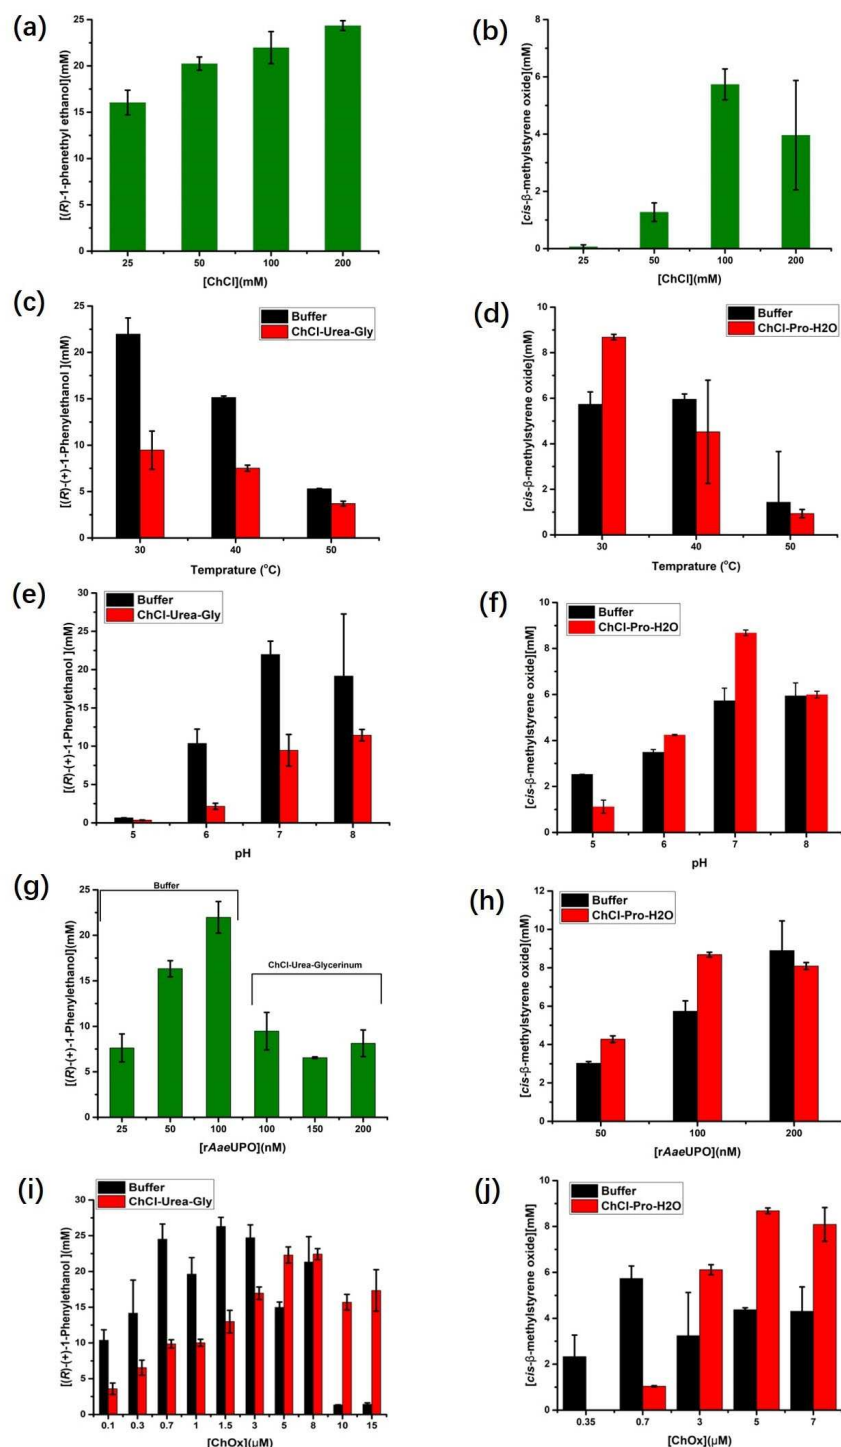 (a)
[(R)-1-phenethyl ethanol](mM)
25
20
15
10
5
0
25 50 100 200
[ChCl](mM)
(b)
[cis-β-methylstyrene oxide](mM)
8
6
4
2
0
25 50 100 200
[ChCl](mM)
(c)
[(R)-(+)-1-Phenylethanol ](mM)
25
20
15
10
5
0
Buffer
ChCl-Urea-Gly
30 40 50
Temprature (°C)
(d)
[cis-β-methylstyrene oxide](mM)
10
8
6
4
2
0
Buffer
ChCl-Pro-H2O
30 40 50
Temprature (°C)
(e)
[(R)-(+)-1-Phenylethanol ](mM)
30
25
20
15
10
5
0
Buffer
ChCl-Urea-Gly
5 6 7 8
pH
(f)
[cis-β-methylstyrene oxide][mM]
10
8
6
4
2
0
Buffer
ChCl-Pro-H2O
5 6 7 8
pH
(g)
[(R)-(+)-1-Phenylethanol](mM)
25
20
15
10
5
0
Buffer
ChCl-Urea-Glycerinum
25 50 100 100 150 200
[rAaeUPO](nM)
(h)
[cis-β-methylstyrene oxide](mM)
12
10
8
6
4
2
0
Buffer
ChCl-Pro-H2O
50 100 200
[rAaeUPO](nM)
(i)
[(R)-(+)-1-Phenylethanol ](mM)
35
30
25
20
15
10
5
0
Buffer
ChCl-Urea-Gly
0.1 0.3 0.7 1 1.5 3 5 8 10 15
[ChOx](μM)
(j)
[cis-β-methylstyrene oxide](mM)
10
8
6
4
2
0
Buffer
ChCl-Pro-H2O
0.35 0.7 3 5 7
[ChOx](μM)